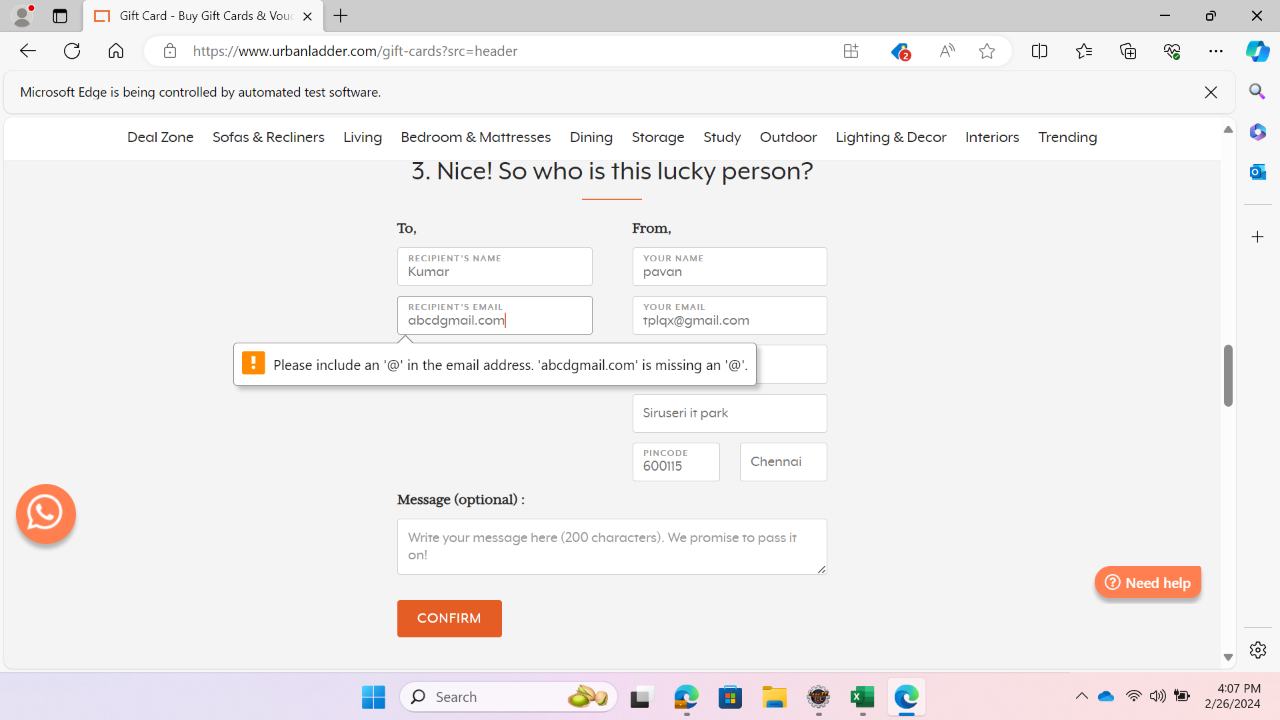 Gift Card - Buy Gift Cards & Vou
https://www.urbanladder.com/gift-cards?src=header
2
Microsoft Edge is being controlled by automated test software.
Deal Zone Sofas & Recliners Living Bedroom & Mattresses Dining Storage Study Outdoor Lighting & Decor Interiors Trending
3. Nice! So who is this lucky person?
To, From,
RECIPIENT'S NAME YOUR NAME
Kumar pavan
RECIPIENT'S EMAIL YOUR EMAIL
abcdgmail.com tplqx@gmail.com
Please include an '@' in the email address. 'abcdgmail.com' is missing an '@'.
Siruseri it park
PINCODE
600115 Chennai
Message (optional) :
Write your message here (200 characters). We promise to pass it
on!
Need help
CONFIRM
Search
4:07 PM
2/26/2024